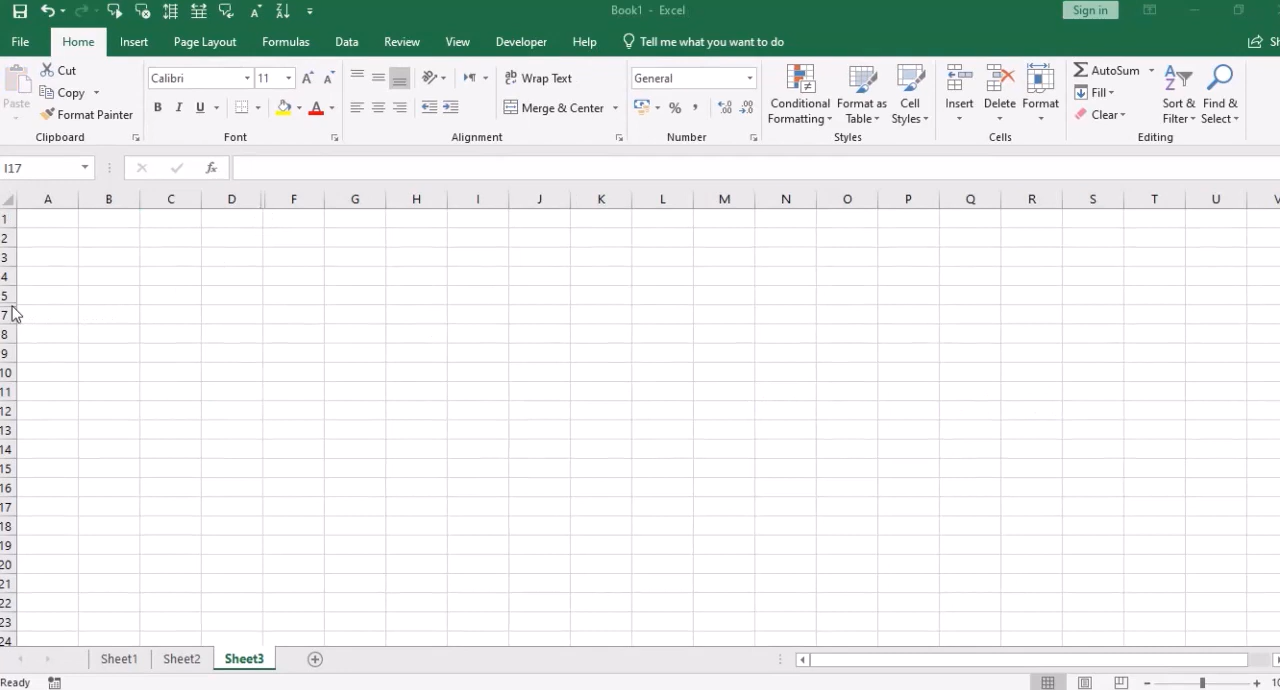 Book1 - Excel
Sign in
File Home Insert Page Layout Formulas Data Review View Developer Help Tell me what you want to do
Cut
Copy
Format Painter
Paste
Clipboard
Calibri 11
B I U
Font
Wrap Text
Merge & Center
Alignment
General
%
Number
Conditional Formatting
Format as Table
Cell Styles
Styles
Insert
Delete
Format
Cells
AutoSum
Fill
Clear
Sort & Filter
Find & Select
Editing
I17
fx
A B C D F G H I J K L M N O P Q R S T U V
1
2
3
4
5
7
8
9
10
11
12
13
14
15
16
17
18
19
20
21
22
23
24
Sheet1 Sheet2 Sheet3
Ready